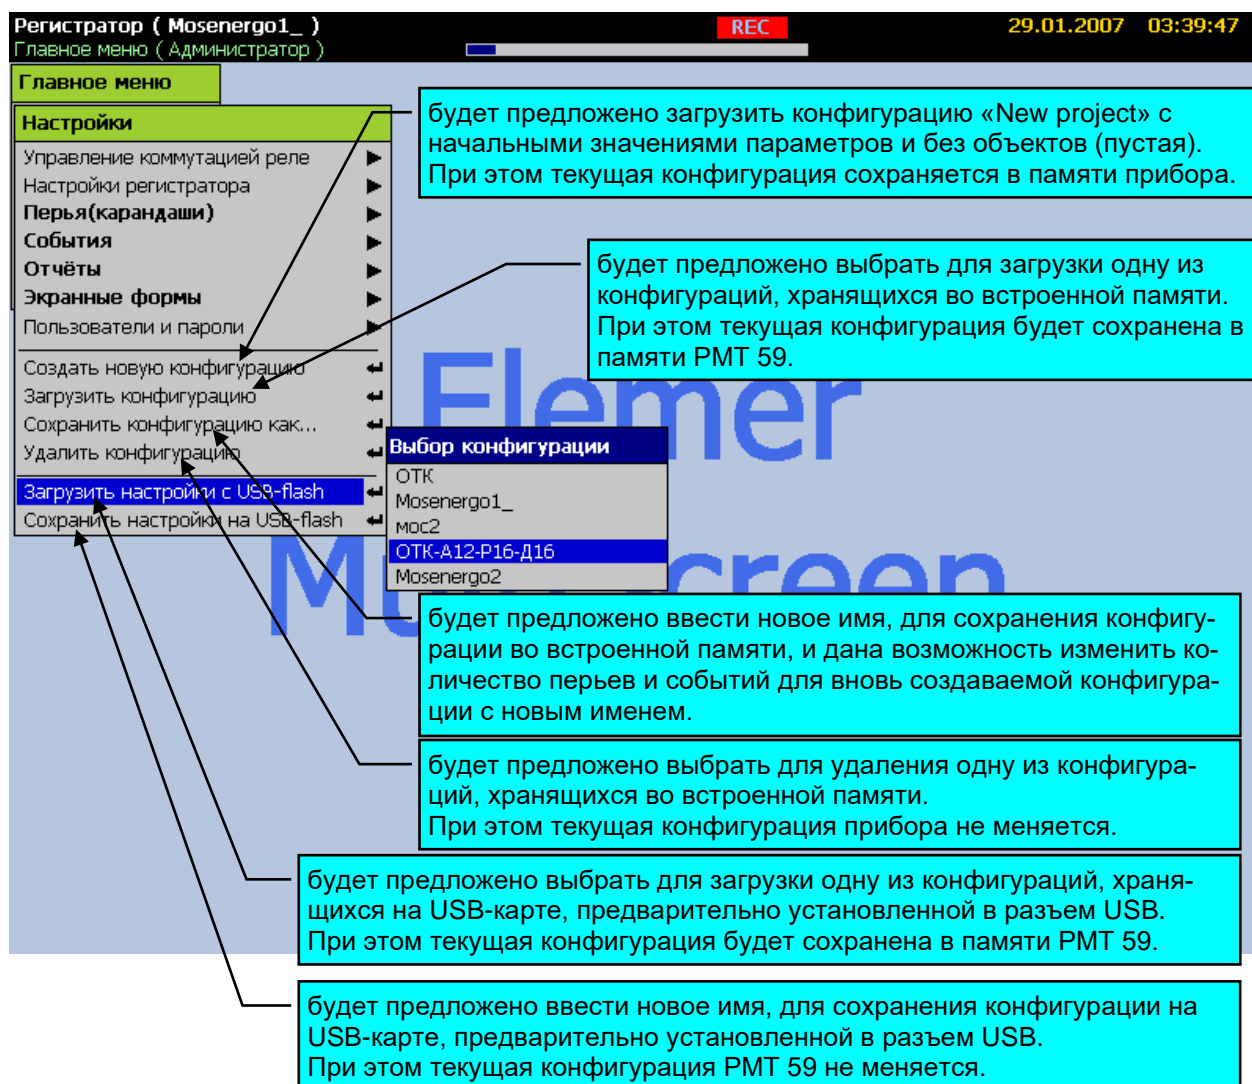 Регистратор ( Mosenergo1_ )
REC
29.01.2007 03:39:47
Главное меню ( Администратор )
Главное меню
Настройки
Управление коммутацией реле
Настройки регистратора
Перья(карандаши)
События
Отчёты
Экранные формы
Пользователи и пароли
Создать новую конфигурацию
Загрузить конфигурацию
Сохранить конфигурацию как...
Удалить конфигурацию
Загрузить настройки с USB-flash
Сохранить настройки на USB-flash
будет предложено загрузить конфигурацию «New project» с
начальными значениями параметров и без объектов (пустая).
При этом текущая конфигурация сохраняется в памяти прибора.
будет предложено выбрать для загрузки одну из
конфигураций, хранящихся во встроенной памяти.
При этом текущая конфигурация будет сохранена в
памяти РМТ 59.
Elemer
Выбор конфигурации
ОТК
Mosenergo1_
мос2
ОТК-А12-Р16-Д16
Mosenergo2
будет предложено ввести новое имя, для сохранения конфигу-
рации во встроенной памяти, и дана возможность изменить ко-
личество перьев и событий для вновь создаваемой конфигура-
ции с новым именем.
будет предложено выбрать для удаления одну из конфигура-
ций, хранящихся во встроенной памяти.
При этом текущая конфигурация прибора не меняется.
будет предложено выбрать для загрузки одну из конфигураций, храня-
щихся на USB-карте, предварительно установленной в разъем USB.
При этом текущая конфигурация будет сохранена в памяти РМТ 59.
будет предложено ввести новое имя, для сохранения конфигурации на
USB-карте, предварительно установленной в разъем USB.
При этом текущая конфигурация РМТ 59 не меняется.